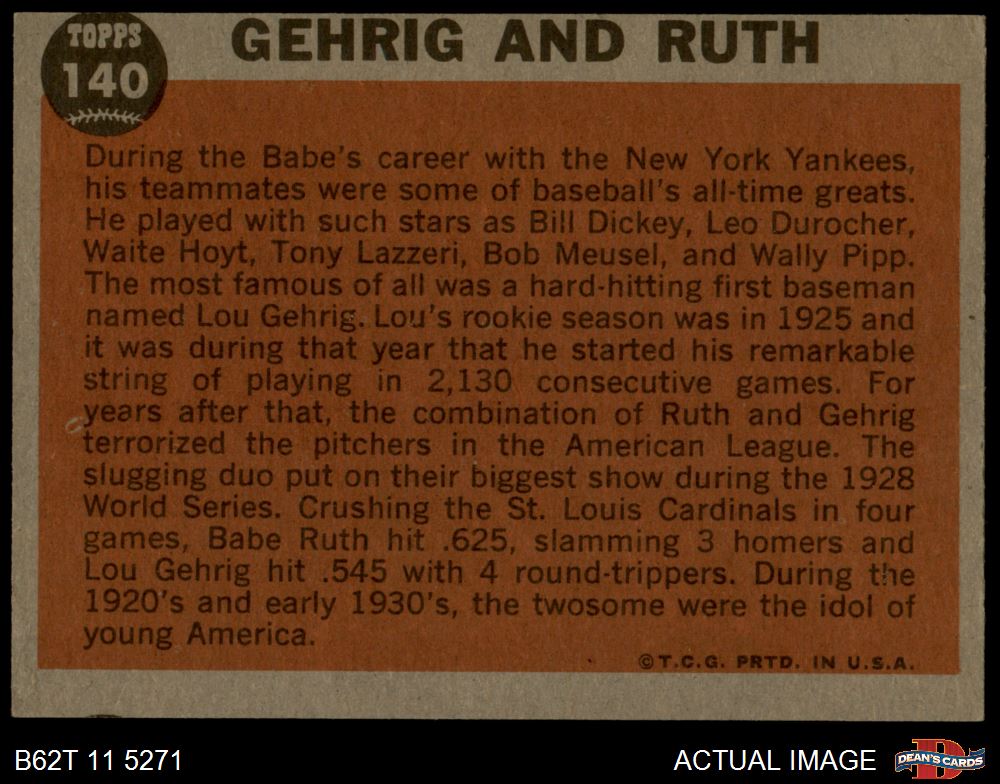 TOPPS
140
GEHRIG AND RUTH
During the Babe's career with the New York Yankees,
his teammates were some of baseball's all-time greats.
He played with such stars as Bill Dickey, Leo Durocher,
Waite Hoyt, Tony Lazzeri, Bob Meusel, and Wally Pipp.
The most famous of all was a hard-hitting first baseman
named Lou Gehrig. Lou's rookie season was in 1925 and
it was during that year that he started his remarkable
string of playing in 2,130 consecutive games. For
years after that, the combination of Ruth and Gehrig
terrorized the pitchers in the American League. The
slugging duo put on their biggest show during the 1928
World Series. Crushing the St. Louis Cardinals in four
games, Babe Ruth hit .625, slamming 3 homers and
Lou Gehrig hit .545 with 4 round-trippers. During the
1920's and early 1930's, the twosome were the idol of
young America.
©T.C.G. PRTD. IN U.S.A.
B62T 11 5271
ACTUAL IMAGE
DEAN'S CARDS